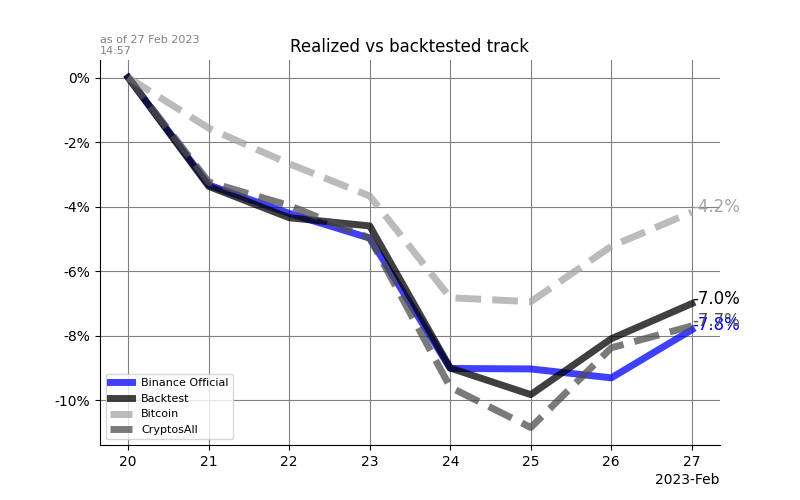 as of 27 Feb 2023
14:57
Realized vs backtested track
0%
-2%
-4%
-6%
-8%
-10%
-4.2%
-7.0%
-7.7%
-7.8%
Binance Official
Backtest
Bitcoin
CryptosAll
20 21 22 23 24 25 26 27
2023-Feb